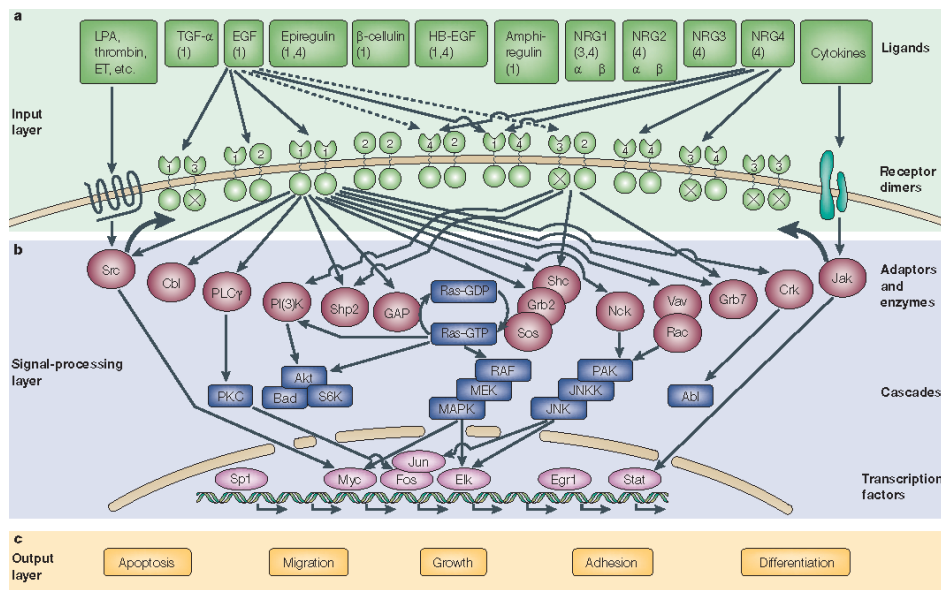 a
LPA,
thrombin,
ET, etc.
TGF-α
(1)
EGF
(1)
Epiregulin
(1,4)
β-cellulin
(1)
HB-EGF
(1,4)
Amphi-
regulin
(1)
NRG1
(3,4)
α β
NRG2
(4)
α β
NRG3
(4)
NRG4
(4)
Cytokines
Ligands
Input
layer
1 3
1 2
1 1
2 2
4 2
1 4
3 2
4 4
3 4
3 3
Receptor
dimers
b
Src
Cbl
PLCγ
PI(3)K
Shp2
GAP
Ras-GDP
Ras-GTP
Shc
Grb2
Sos
Nck
Vav
Rac
Grb7
Crk
Jak
Adaptors
and
enzymes
Signal-processing
layer
PKC
Akt
Bad
S6K
RAF
MEK
MAPK
PAK
JNKK
JNK
Abl
Cascades
Sp1
Myc
Jun
Fos
Elk
Egr1
Stat
Transcription
factors
c
Output
layer
Apoptosis
Migration
Growth
Adhesion
Differentiation